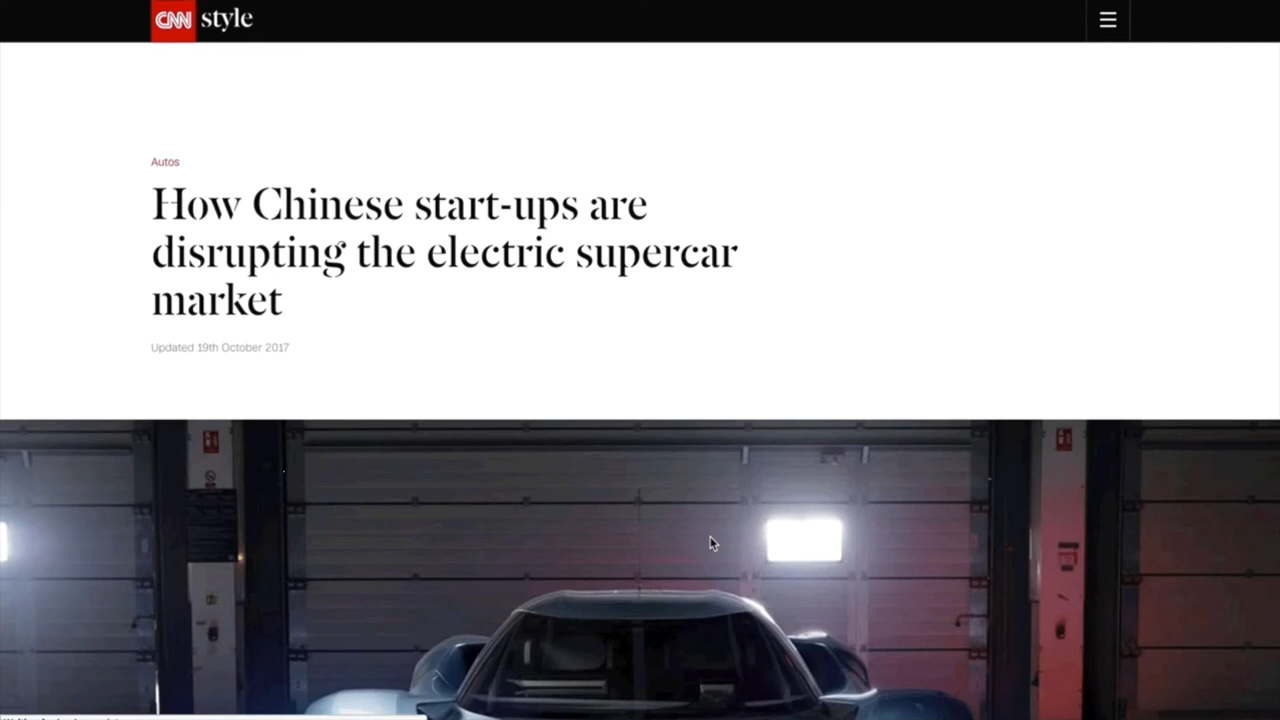 CNN style
Autos
How Chinese start-ups are
disrupting the electric supercar
market
Updated 19th October 2017